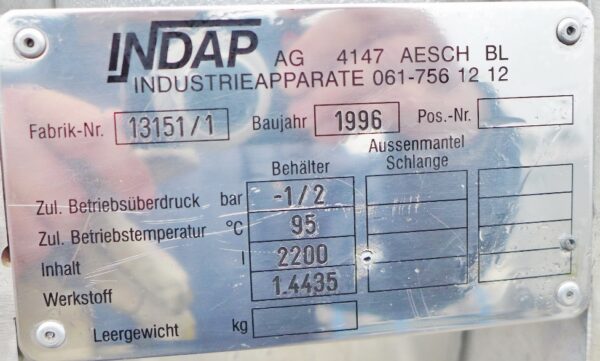 INDAP AG 4147 AESCH BL
INDUSTRIEAPPARATE 061-756 12 12
Fabrik-Nr. 13151/1 Baujahr 1996 Pos.-Nr.
Behälter Aussenmantel Schlange
Zul. Betriebsüberdruck bar -1/2
Zul. Betriebstemperatur °C 95
Inhalt l 2200
Werkstoff 1.4435
Leergewicht kg